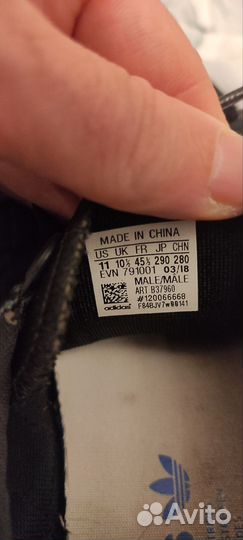 MADE IN CHINA
US UK FR JP CHN
11 10½ 45⅓ 290 280
EVN 791001 03/18
MALE/MALE
ART B37960
#120066668
adidas
F84BJV7w00141
Avito